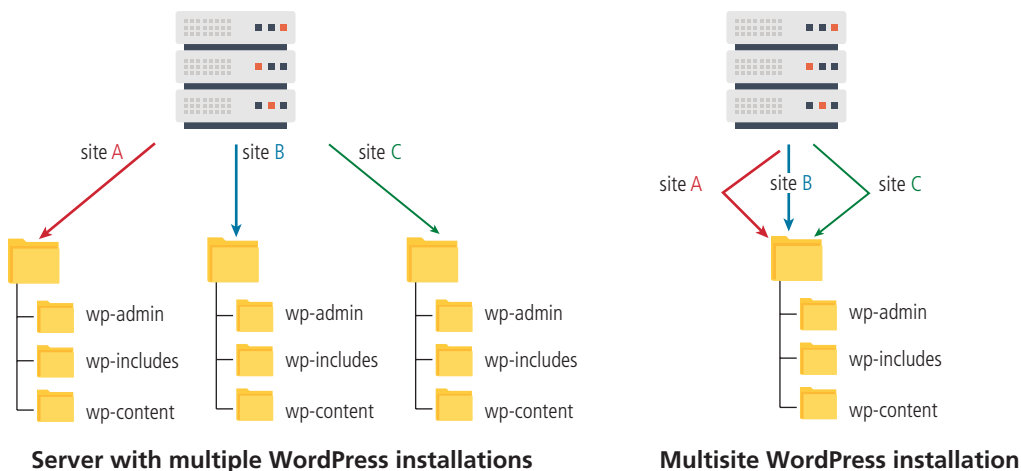 site A
site B
site C
wp-admin
wp-includes
wp-content
wp-admin
wp-includes
wp-content
wp-admin
wp-includes
wp-content
Server with multiple WordPress installations
site A
site B
site C
wp-admin
wp-includes
wp-content
Multisite WordPress installation